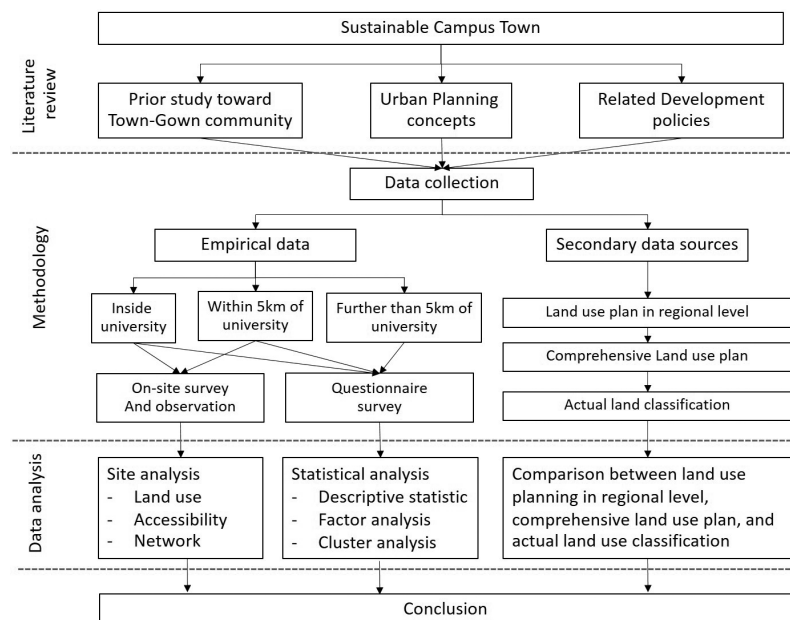 Sustainable Campus Town
Literature
review
Prior study toward
Town-Gown community
Urban Planning
concepts
Related Development
policies
Methodology
Data collection
Empirical data
Secondary data sources
Inside
university
Within 5km of
university
Further than 5km of
university
Land use plan in regional level
Comprehensive Land use plan
On-site survey
And observation
Questionnaire
survey
Actual land classification
Data analysis
Site analysis
- Land use
- Accessibility
- Network
Statistical analysis
- Descriptive statistic
- Factor analysis
- Cluster analysis
Comparison between land use
planning in regional level,
comprehensive land use plan, and
actual land use classification
Conclusion